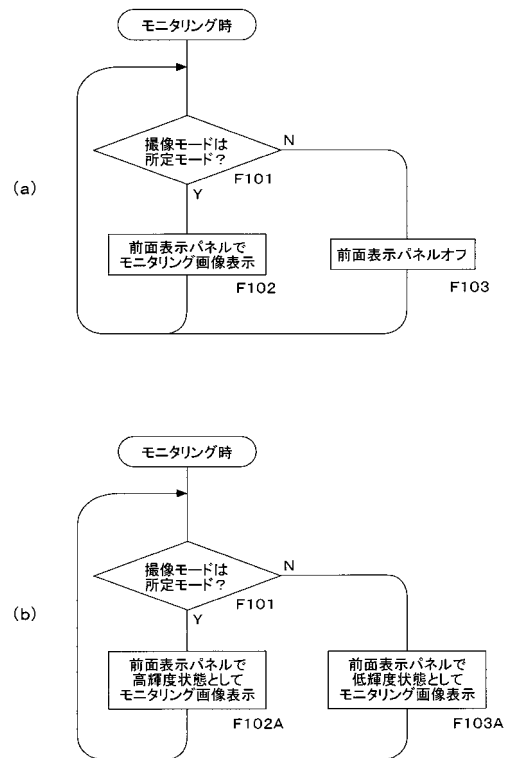 モニタリング時
撮像モードは
所定モード？
N
F101
Y
(a)
前面表示パネルで
モニタリング画像表示
F102
前面表示パネルオフ
F103
モニタリング時
撮像モードは
所定モード？
N
F101
Y
(b)
前面表示パネルで
高輝度状態として
モニタリング画像表示
F102A
前面表示パネルで
低輝度状態として
モニタリング画像表示
F103A